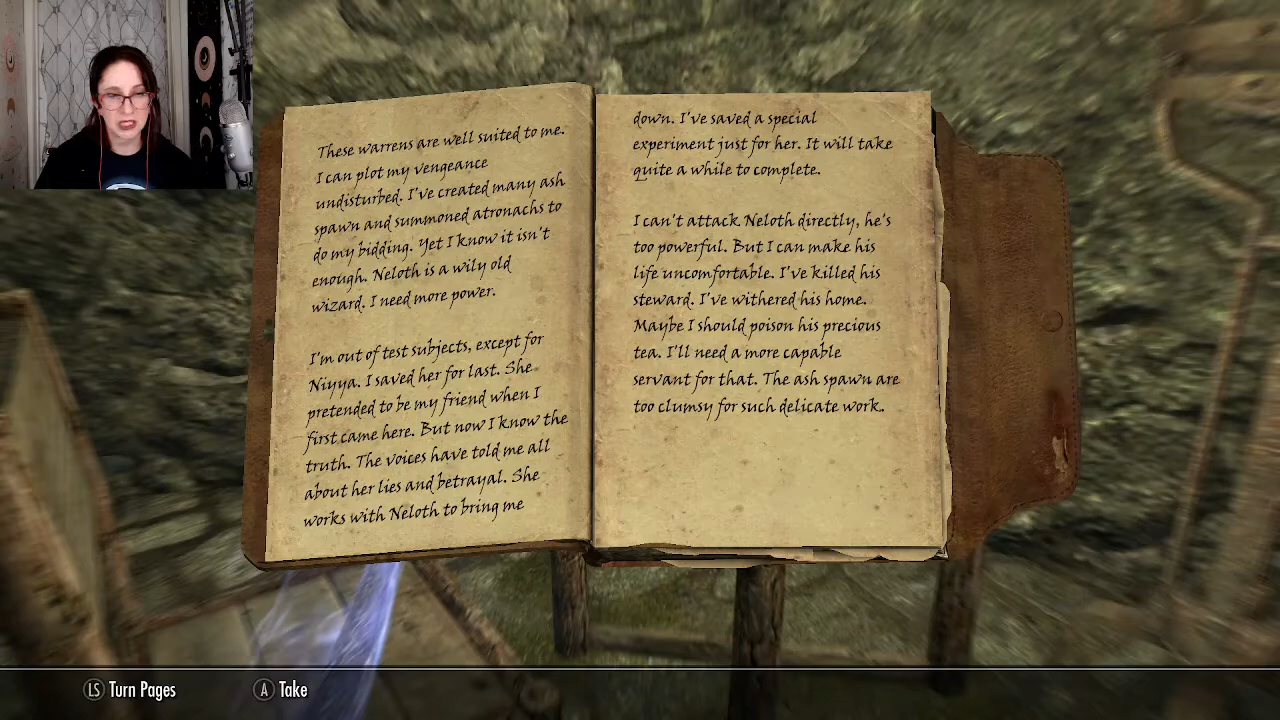 These warrens are well suited to me.
I can plot my vengeance
undisturbed. I've created many ash
spawn and summoned atronachs to
do my bidding. Yet I know it isn't
enough. Neloth is a wily old
wizard. I need more power.
I'm out of test subjects, except for
Niyya. I saved her for last. She
pretended to be my friend when I
first came here. But now I know the
truth. The voices have told me all
about her lies and betrayal. She
works with Neloth to bring me
down. I've saved a special
experiment just for her. It will take
quite a while to complete.
I can't attack Neloth directly, he's
too powerful. But I can make his
life uncomfortable. I've killed his
steward. I've withered his home.
Maybe I should poison his precious
tea. I'll need a more capable
servant for that. The ash spawn are
too clumsy for such delicate work.
LS Turn Pages
A Take